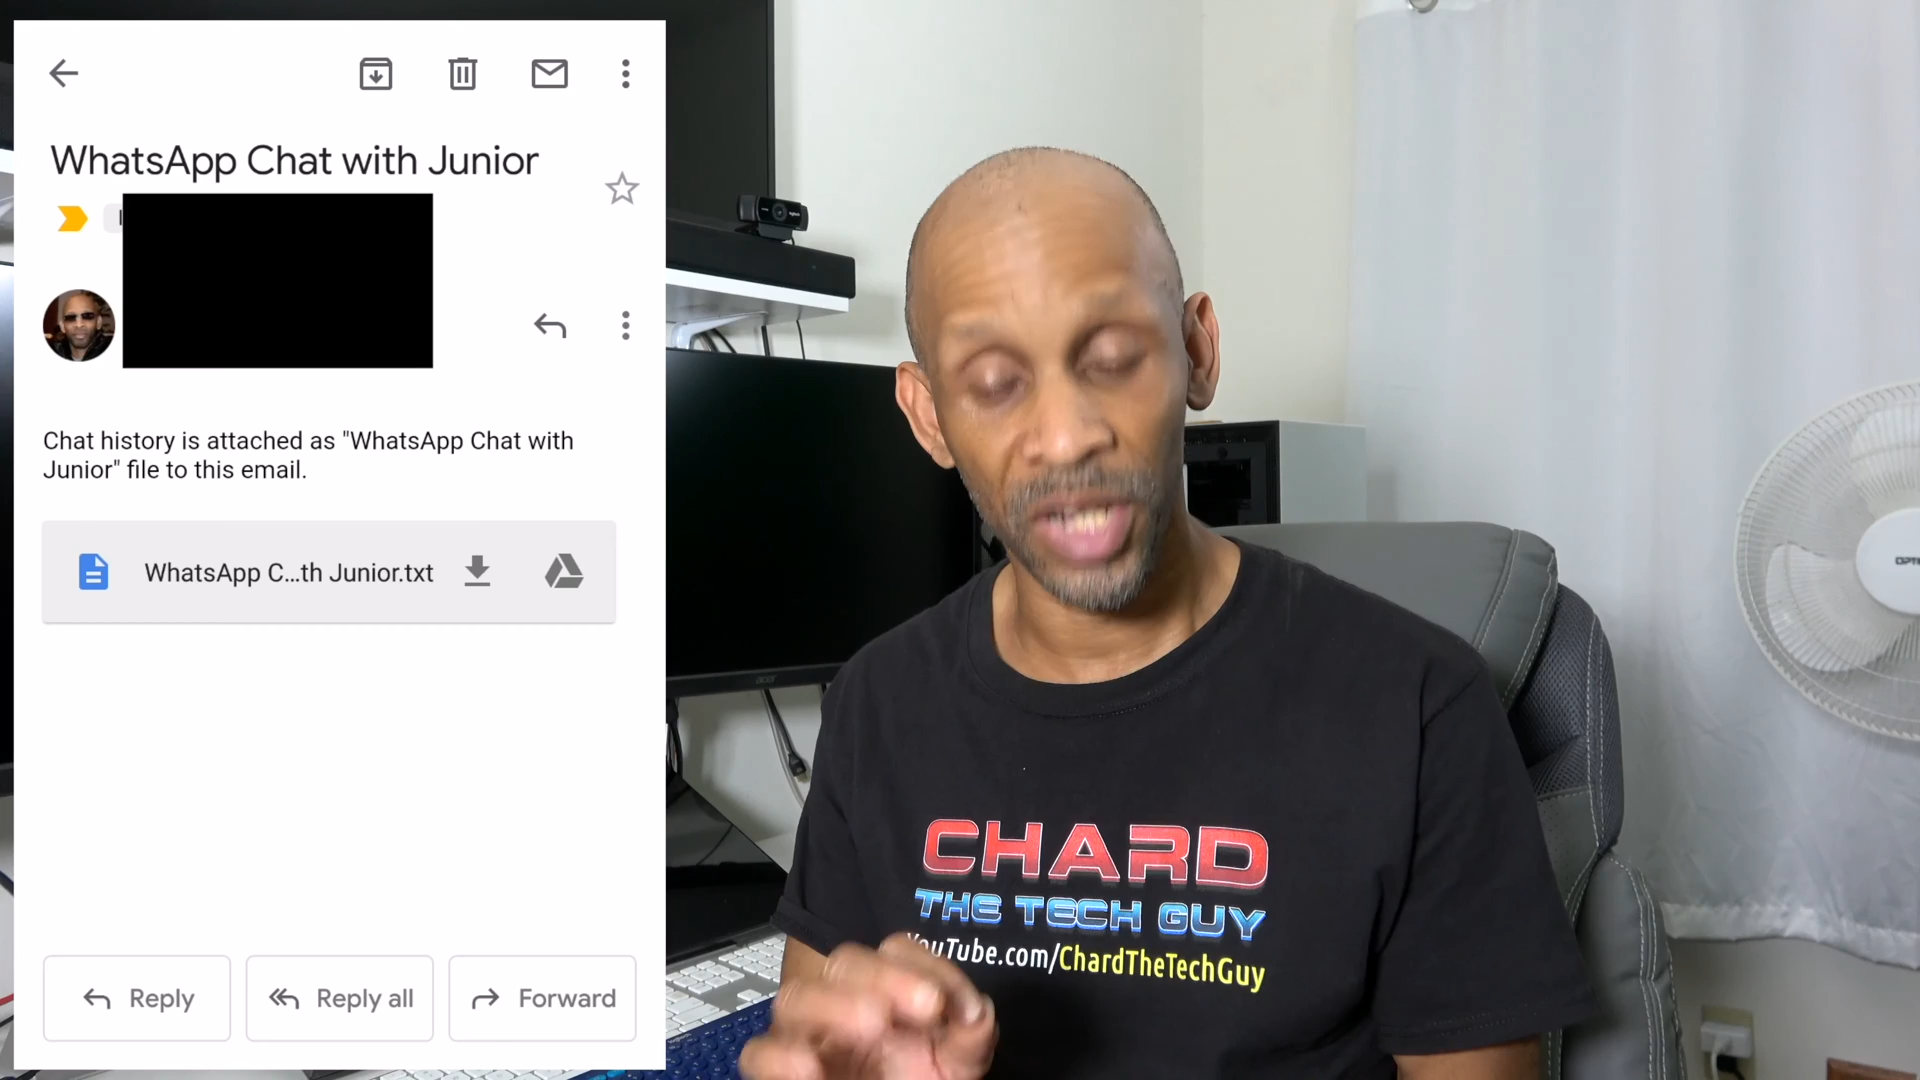 WhatsApp Chat with Junior
Chat history is attached as "WhatsApp Chat with
Junior" file to this email.
WhatsApp C...th Junior.txt
Reply
Reply all
Forward
acer
CHARD
THE TECH GUY
YouTube.com/ChardTheTechGuy